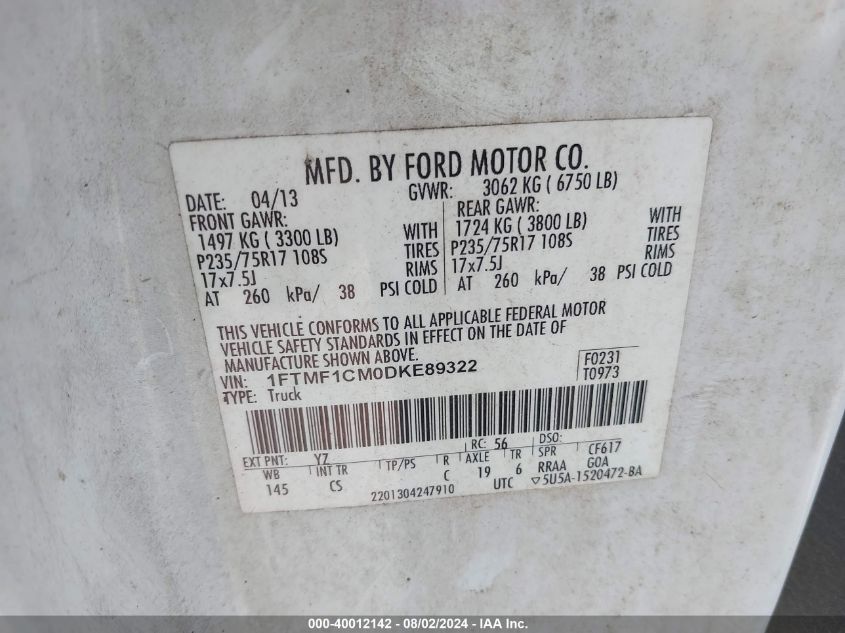 MFD. BY FORD MOTOR CO.
DATE: 04/13 GVWR: 3062 KG ( 6750 LB)
FRONT GAWR: REAR GAWR:
1497 KG ( 3300 LB) WITH 1724 KG ( 3800 LB) WITH
P235/75R17 108S TIRES P235/75R17 108S TIRES
17x7.5J RIMS 17x7.5J RIMS
AT 260 kPa/ 38 PSI COLD AT 260 kPa/ 38 PSI COLD
THIS VEHICLE CONFORMS TO ALL APPLICABLE FEDERAL MOTOR
VEHICLE SAFETY STANDARDS IN EFFECT ON THE DATE OF
MANUFACTURE SHOWN ABOVE.
VIN: 1FTMF1CM0DKE89322 F0231
TYPE: Truck T0973
EXT PNT: YZ RC: 56 DSO:
WB INT TR TP/PS R AXLE TR SPR CF617
145 CS C 19 6 RRAA GOA
2201304247910 UTC ▽5U5A-1520472-BA
000-40012142 - 08/02/2024 - IAA Inc.